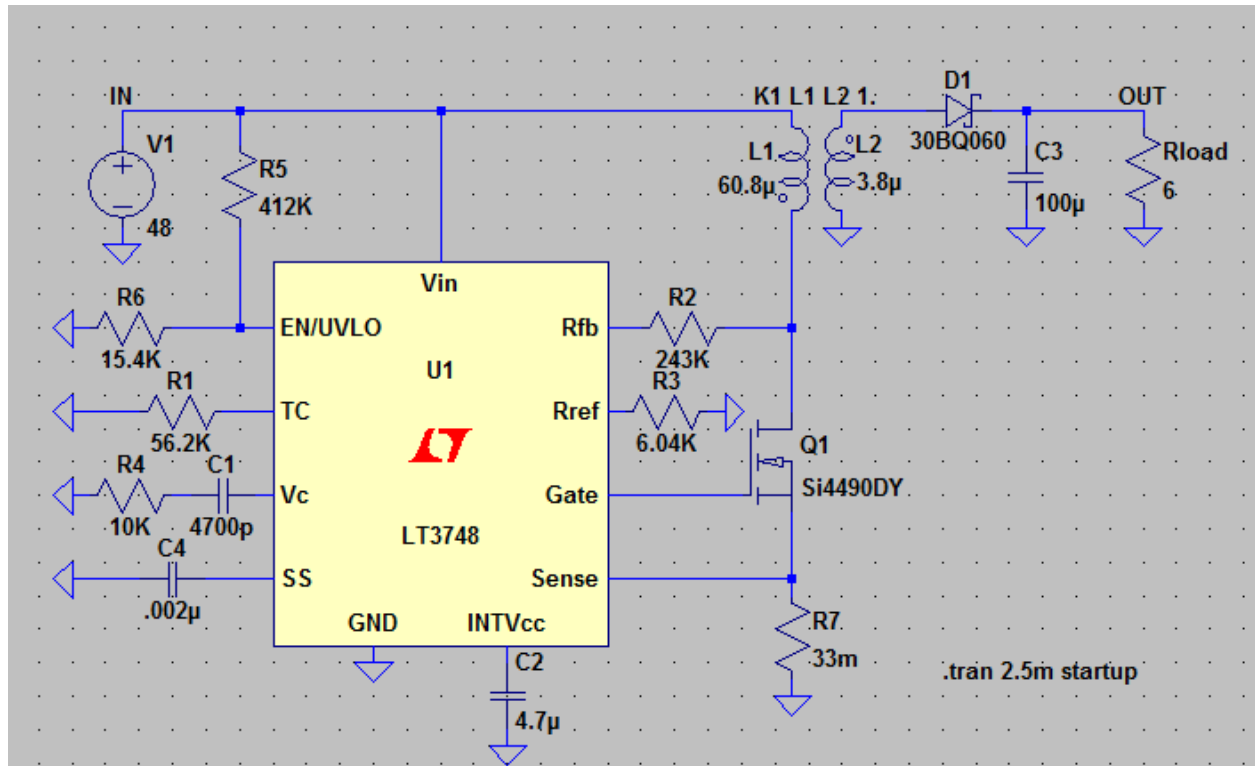 IN
V1
48
R5
412K
K1 L1 L2 1.
L1
60.8µ
L2
3.8µ
D1
30BQ060
OUT
C3
100µ
Rload
6
R6
15.4K
R1
56.2K
R4
10K
C1
4700p
C4
.002µ
Vin
EN/UVLO
Rfb
U1
TC
Rref
Vc
Gate
LT3748
SS
Sense
GND
INTVcc
R2
243K
R3
6.04K
Q1
Si4490DY
R7
33m
C2
4.7µ
.tran 2.5m startup